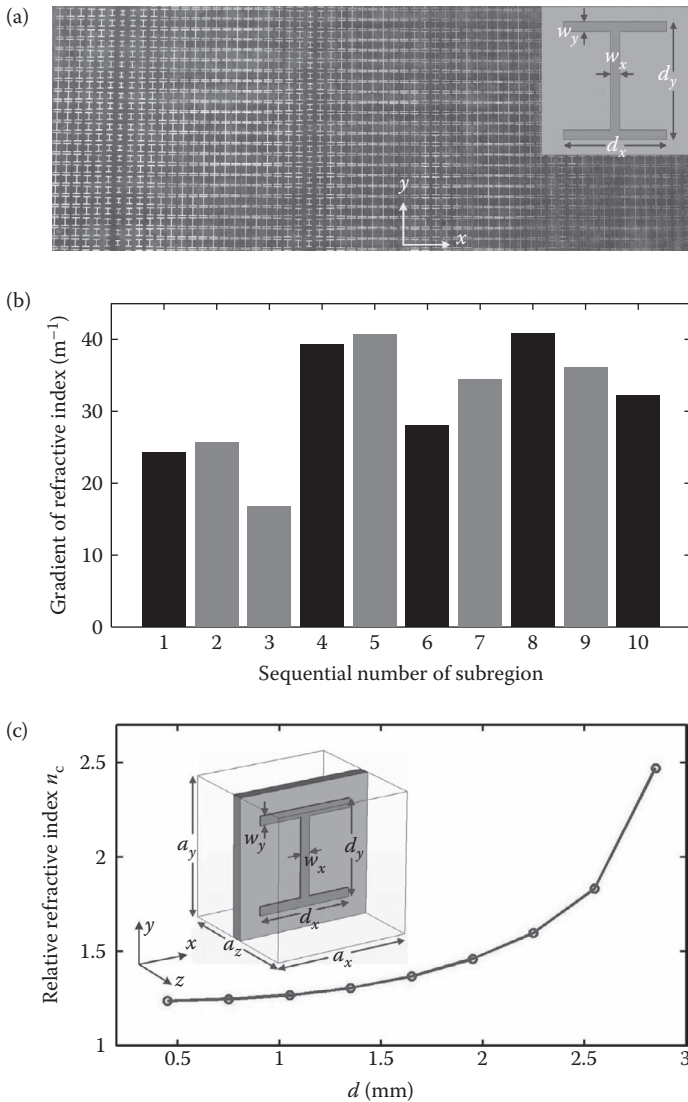 (a)
w_y
w_x
d_y
d_x
y
x
(b)
Gradient of refractive index (m⁻¹)
40
30
20
10
0
1 2 3 4 5 6 7 8 9 10
Sequential number of subregion
(c)
Relative refractive index n_c
2.5
2
1.5
1
a_y
w_y
w_x
d_y
d_x
a_z
a_x
y
x
z
0.5 1 1.5 2 2.5 3
d (mm)